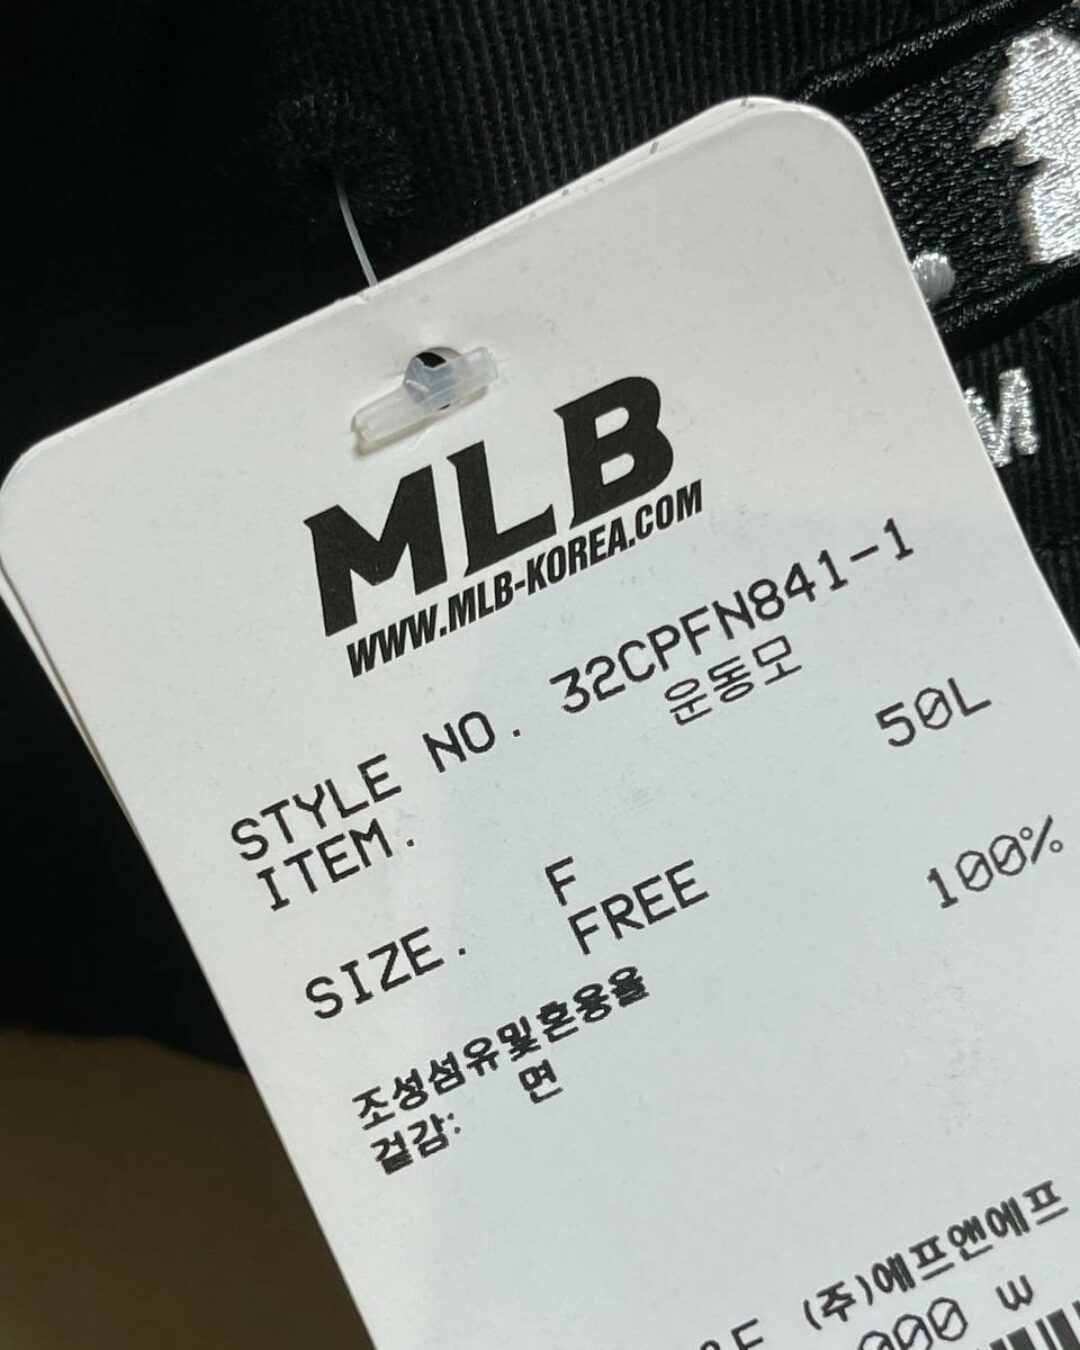 MLB
WWW.MLB-KOREA.COM
STYLE NO. 32CPFN841-1
ITEM. 운동모
50L
SIZE. F
FREE
100%
조성섬유및혼용율
겉감: 면
(주)에프앤에프
000 w
M